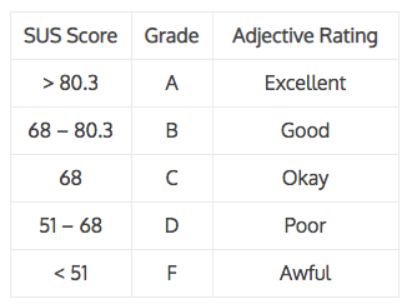 SUS Score Grade Adjective Rating
> 80.3 A Excellent
68 – 80.3 B Good
68 C Okay
51 – 68 D Poor
< 51 F Awful